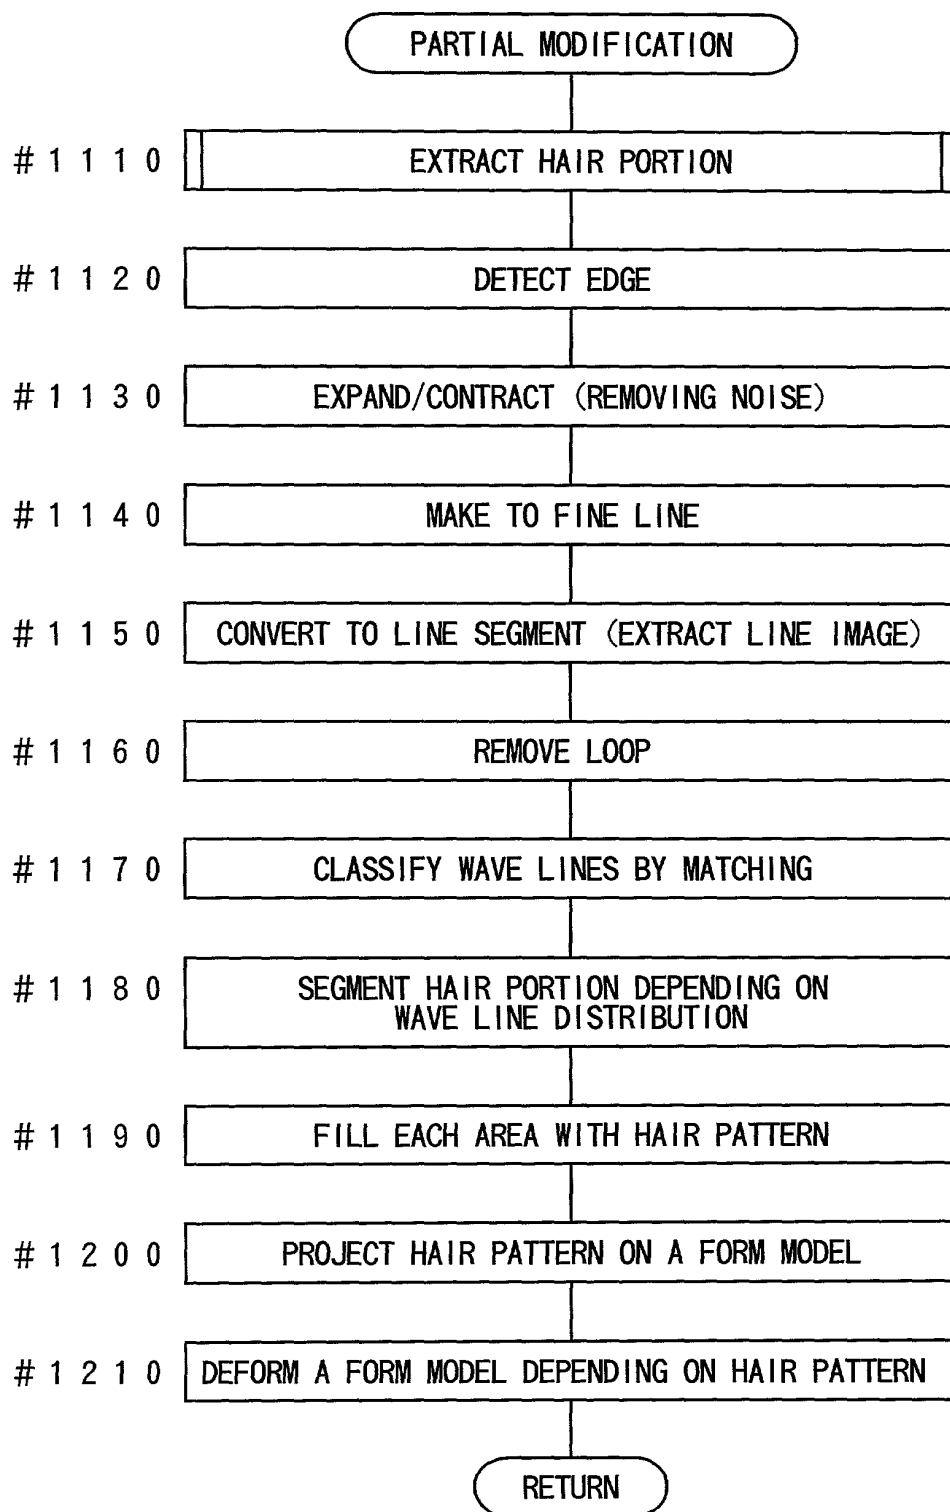 PARTIAL MODIFICATION
#1110 EXTRACT HAIR PORTION
#1120 DETECT EDGE
#1130 EXPAND/CONTRACT (REMOVING NOISE)
#1140 MAKE TO FINE LINE
#1150 CONVERT TO LINE SEGMENT (EXTRACT LINE IMAGE)
#1160 REMOVE LOOP
#1170 CLASSIFY WAVE LINES BY MATCHING
#1180 SEGMENT HAIR PORTION DEPENDING ON
WAVE LINE DISTRIBUTION
#1190 FILL EACH AREA WITH HAIR PATTERN
#1200 PROJECT HAIR PATTERN ON A FORM MODEL
#1210 DEFORM A FORM MODEL DEPENDING ON HAIR PATTERN
RETURN